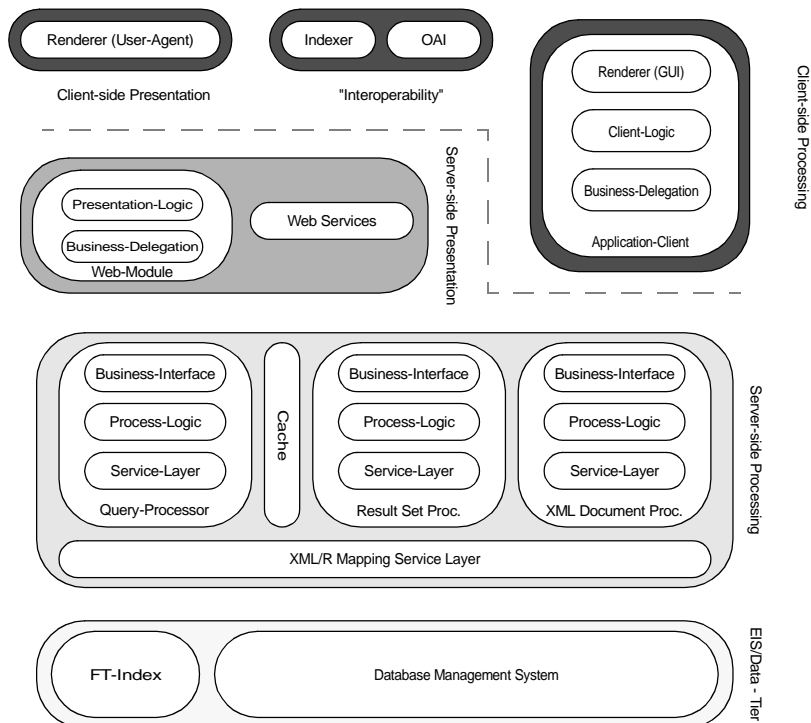 Renderer (User-Agent)
Indexer
OAI
Client-side Presentation
"Interoperability"
Renderer (GUI)
Client-Logic
Business-Delegation
Application-Client
Client-side Processing
Presentation-Logic
Business-Delegation
Web-Module
Web Services
Server-side Presentation
Business-Interface
Process-Logic
Service-Layer
Query-Processor
Cache
Business-Interface
Process-Logic
Service-Layer
Result Set Proc.
Business-Interface
Process-Logic
Service-Layer
XML Document Proc.
XML/R Mapping Service Layer
Server-side Processing
FT-Index
Database Management System
EIS/Data - Tier